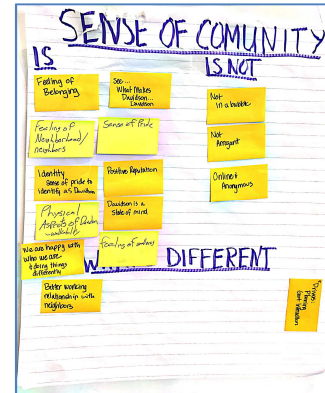 SENSE OF COMUNITY
IS
Feeling of
Belonging
See...
What Makes
Davidson...
Davidson
Feeling of
Neighborhood/
neighbors
Sense of Pride
Identity
Sense of pride to
identify as Davidson
Positive Reputation
Physical
Aspects of
walkable
Davidson is a
state of mind
We are happy with
who we are
+ doing things
differently
Feeling of
Better working
relationship with
neighbors
IS NOT
Not
in a bubble
Not
Arrogant
Online +
Anonymous
DIFFERENT
Planning